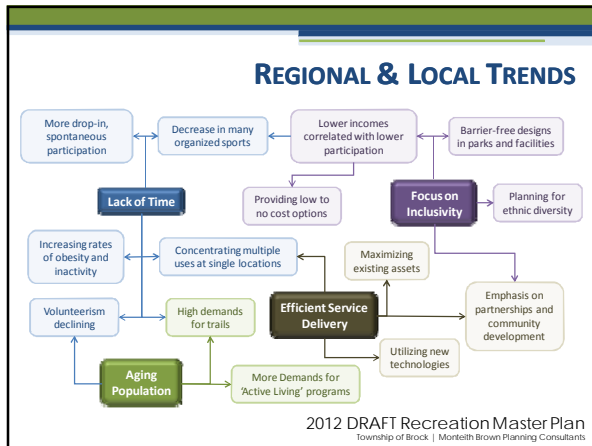 REGIONAL & LOCAL TRENDS
More drop-in,
spontaneous
participation
Decrease in many
organized sports
Lower incomes
correlated with lower
participation
Barrier-free designs
in parks and facilities
Lack of Time
Providing low to
no cost options
Focus on
Inclusivity
Planning for
ethnic diversity
Increasing rates
of obesity and
inactivity
Concentrating multiple
uses at single locations
Maximizing
existing assets
Volunteerism
declining
High demands
for trails
Efficient Service
Delivery
Emphasis on
partnerships and
community
development
Utilizing new
technologies
Aging
Population
More Demands for
'Active Living' programs
2012 DRAFT Recreation Master Plan
Township of Brock | Monteith Brown Planning Consultants